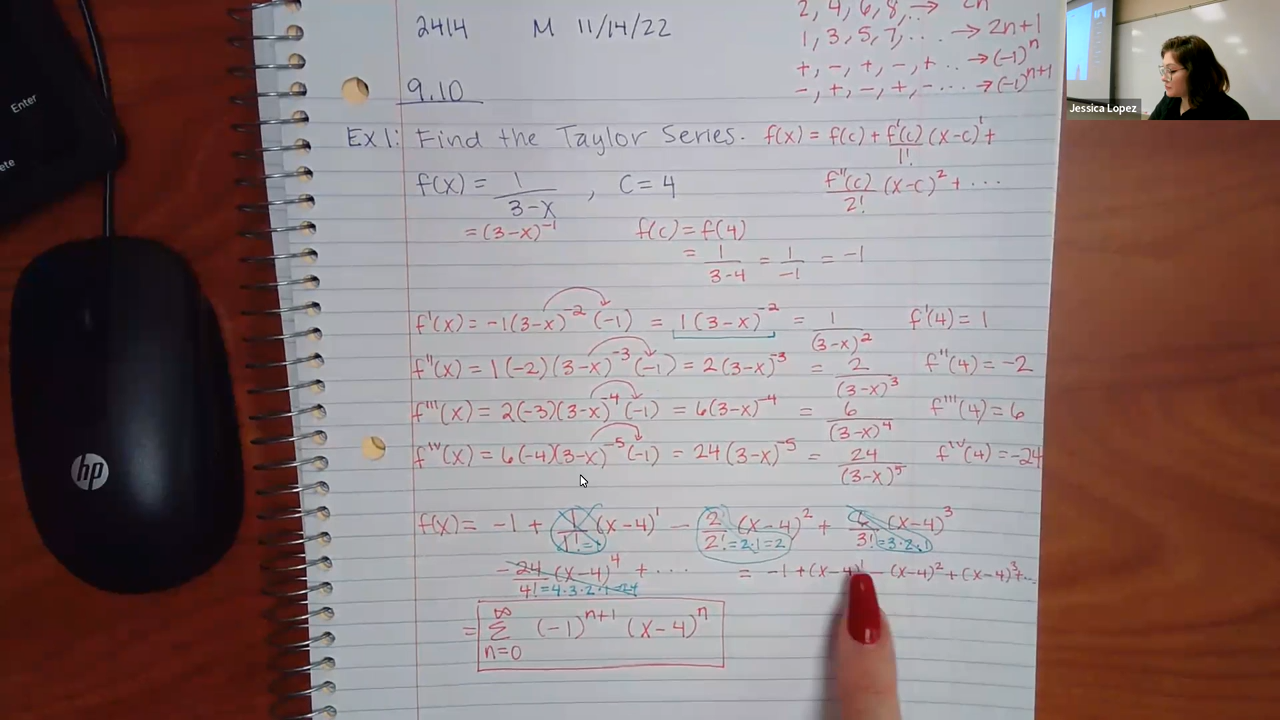 2414 M 11/14/22
2, 4, 6, 8, .. → 2n
1, 3, 5, 7, ... → 2n+1
+, -, +, -, + .. → (-1)^n
-, +, -, +, - ... → (-1)^{n+1}
9.10
Ex 1: Find the Taylor Series. f(x) = f(c) + f'(c)/1! (x-c)^1 +
f''(c)/2! (x-c)^2 + ...
f(x) = 1/(3-x) , C = 4
= (3-x)^{-1}
f(c) = f(4)
= 1/(3-4) = 1/-1 = -1
f'(x) = -1(3-x)^{-2} (-1) = 1(3-x)^{-2} = 1/(3-x)^2 f'(4) = 1
f''(x) = 1(-2)(3-x)^{-3} (-1) = 2(3-x)^{-3} = 2/(3-x)^3 f''(4) = -2
f'''(x) = 2(-3)(3-x)^{-4} (-1) = 6(3-x)^{-4} = 6/(3-x)^4 f'''(4) = 6
f^{IV}(x) = 6(-4)(3-x)^{-5} (-1) = 24(3-x)^{-5} = 24/(3-x)^5 f^{IV}(4) = -24
f(x) = -1 + 1/1!=1 (x-4)^1 - 2/2!=2·1=2 (x-4)^2 + 6/3!=3·2·1 (x-4)^3
- 24/4!=4·3·2·1=24 (x-4)^4 + .... = -1 + (x-4)^1 - (x-4)^2 + (x-4)^3 + ...
= ∞ Σ n=0 (-1)^{n+1} (x-4)^n
Enter
hp
Jessica Lopez